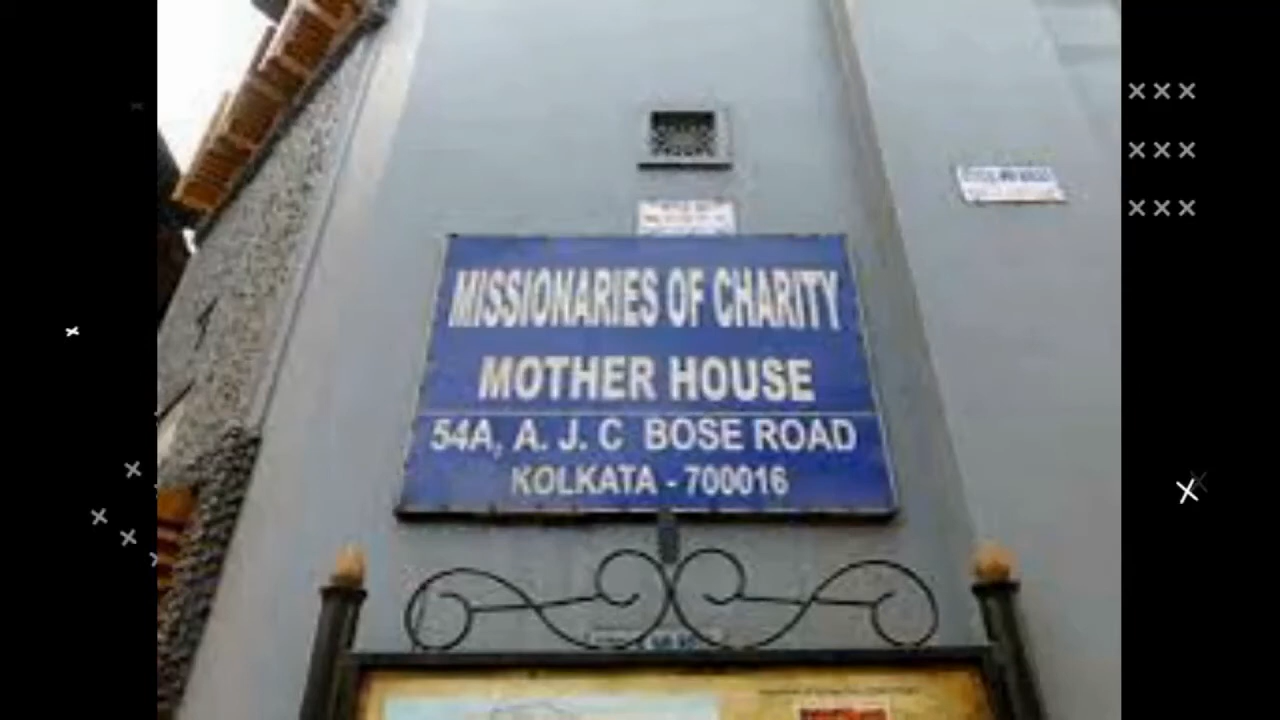 MISSIONARIES OF CHARITY
MOTHER HOUSE
54A, A. J. C BOSE ROAD
KOLKATA - 700016